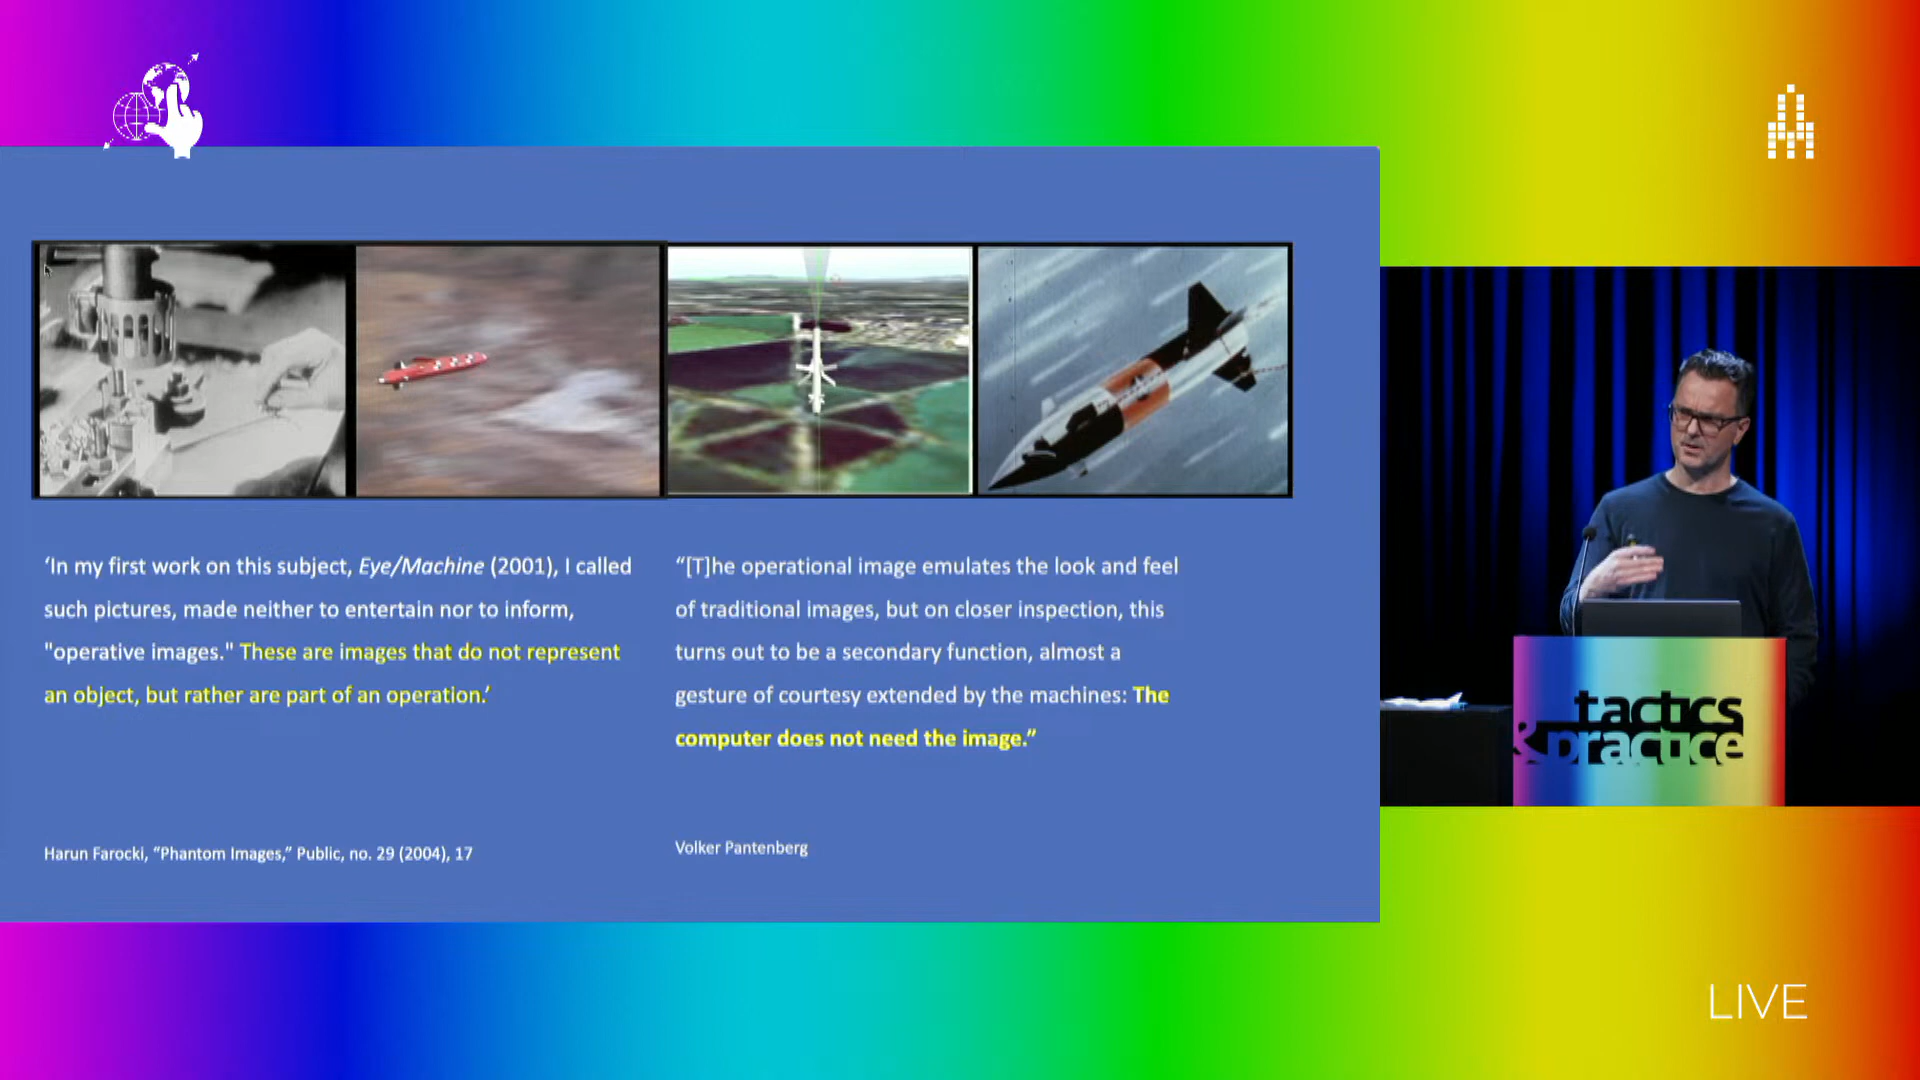 ‘In my first work on this subject, Eye/Machine (2001), I called
such pictures, made neither to entertain nor to inform,
"operative images." These are images that do not represent
an object, but rather are part of an operation.’
Harun Farocki, “Phantom Images,” Public, no. 29 (2004), 17
“[T]he operational image emulates the look and feel
of traditional images, but on closer inspection, this
turns out to be a secondary function, almost a
gesture of courtesy extended by the machines: The
computer does not need the image.”
Volker Pantenberg
tactics
& practice
LIVE